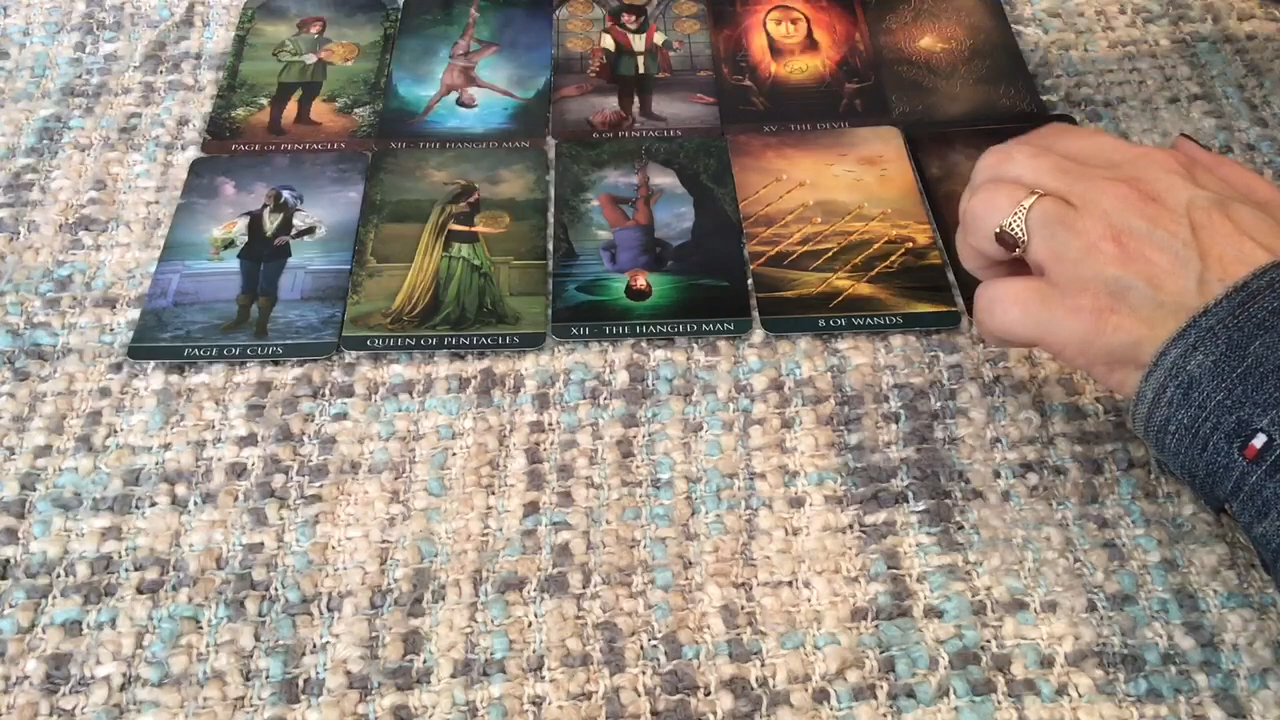 PAGE OF PENTACLES
XII - THE HANGED MAN
6 OF PENTACLES
XV - THE DEVIL
PAGE OF CUPS
QUEEN OF PENTACLES
XII - THE HANGED MAN
8 OF WANDS